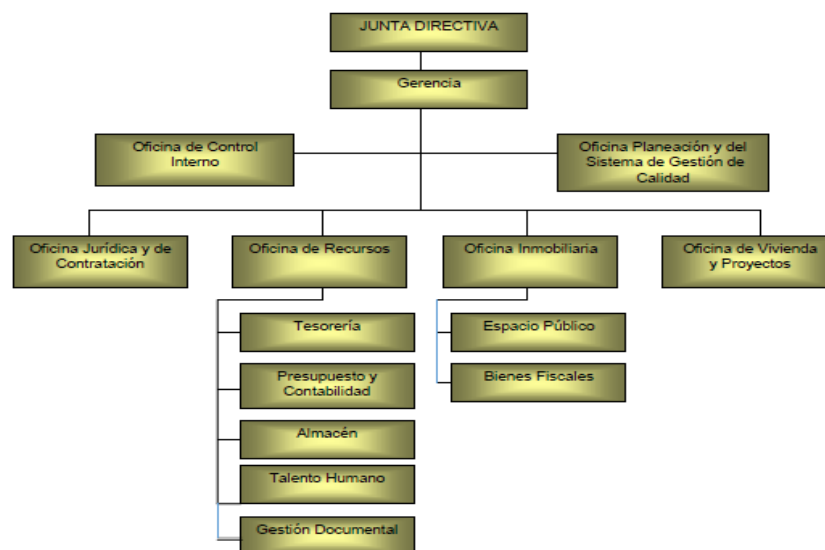 JUNTA DIRECTIVA
Gerencia
Oficina de Control
Interno
Oficina Planeación y del
Sistema de Gestión de
Calidad
Oficina Jurídica y de
Contratación
Oficina de Recursos
Oficina Inmobiliaria
Oficina de Vivienda
y Proyectos
Tesorería
Presupuesto y
Contabilidad
Almacén
Talento Humano
Gestión Documental
Espacio Público
Bienes Fiscales